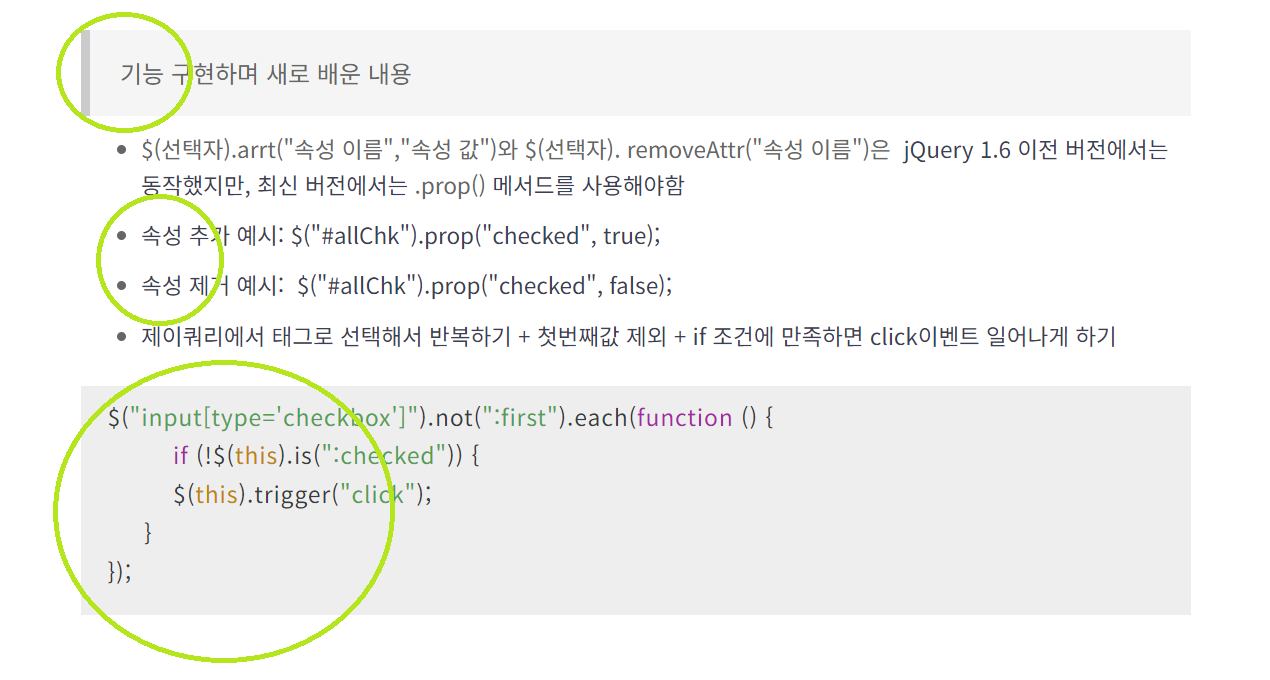 기능 구현하며 새로 배운 내용
• $(선택자).arrt("속성 이름","속성 값")와 $(선택자). removeAttr("속성 이름")은  jQuery 1.6 이전 버전에서는
동작했지만, 최신 버전에서는 .prop() 메서드를 사용해야함
• 속성 추가 예시: $("#allChk").prop("checked", true);
• 속성 제거 예시:  $("#allChk").prop("checked", false);
• 제이쿼리에서 태그로 선택해서 반복하기 + 첫번째값 제외 + if 조건에 만족하면 click이벤트 일어나게 하기
$("input[type='checkbox']").not(":first").each(function () {
if (!$(this).is(":checked")) {
$(this).trigger("click");
}
});